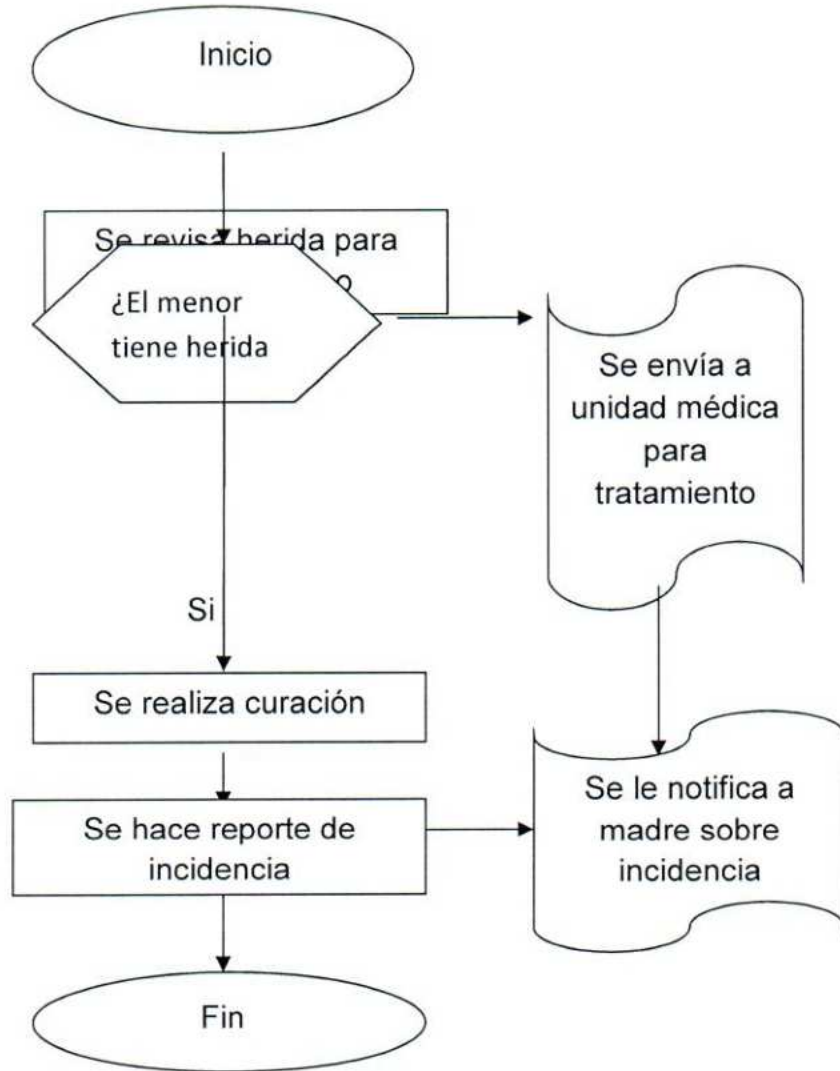 Inicio
Se revisa herida para
o
¿El menor
tiene herida
Se envía a
unidad médica
para
tratamiento
Si
Se realiza curación
Se hace reporte de
incidencia
Se le notifica a
madre sobre
incidencia
Fin